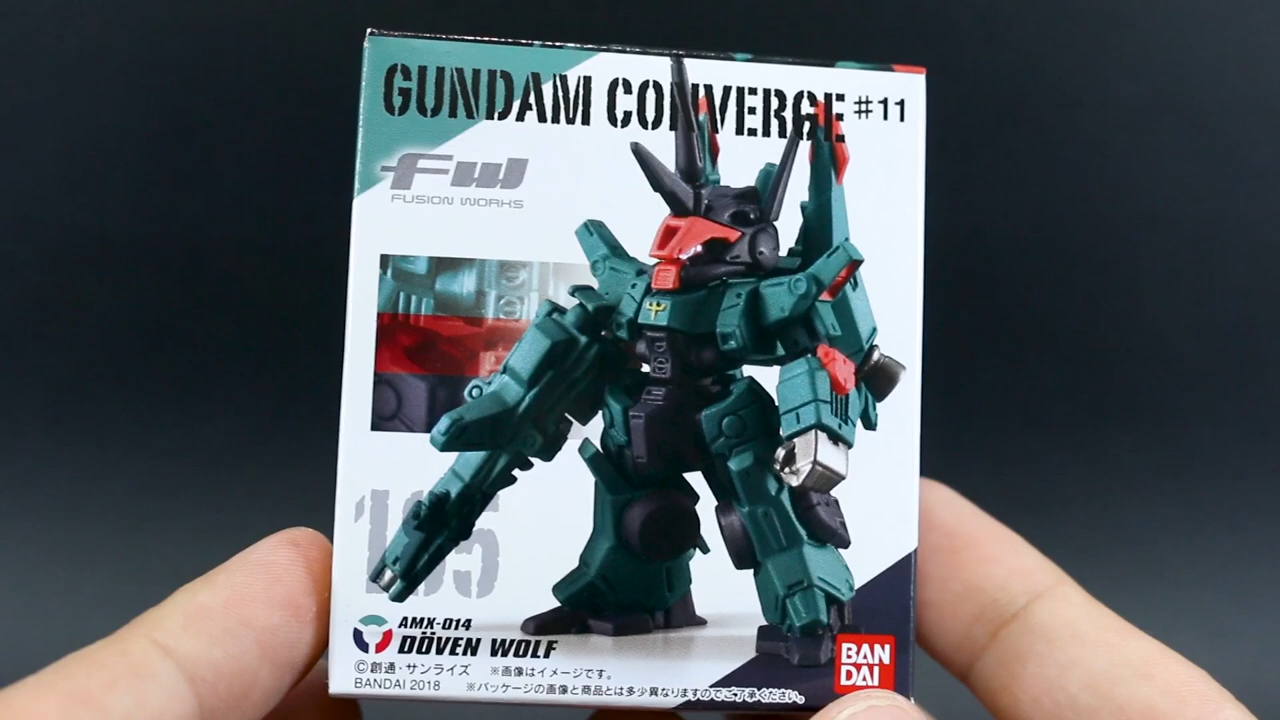 GUNDAM CONVERGE #11
FW
FUSION WORKS
195
AMX-014
DÖVEN WOLF
©創通・サンライズ ※画像はイメージです。
BANDAI 2018 ※パッケージの画像と商品とは多少異なりますのでご了承ください。
BAN
DAI